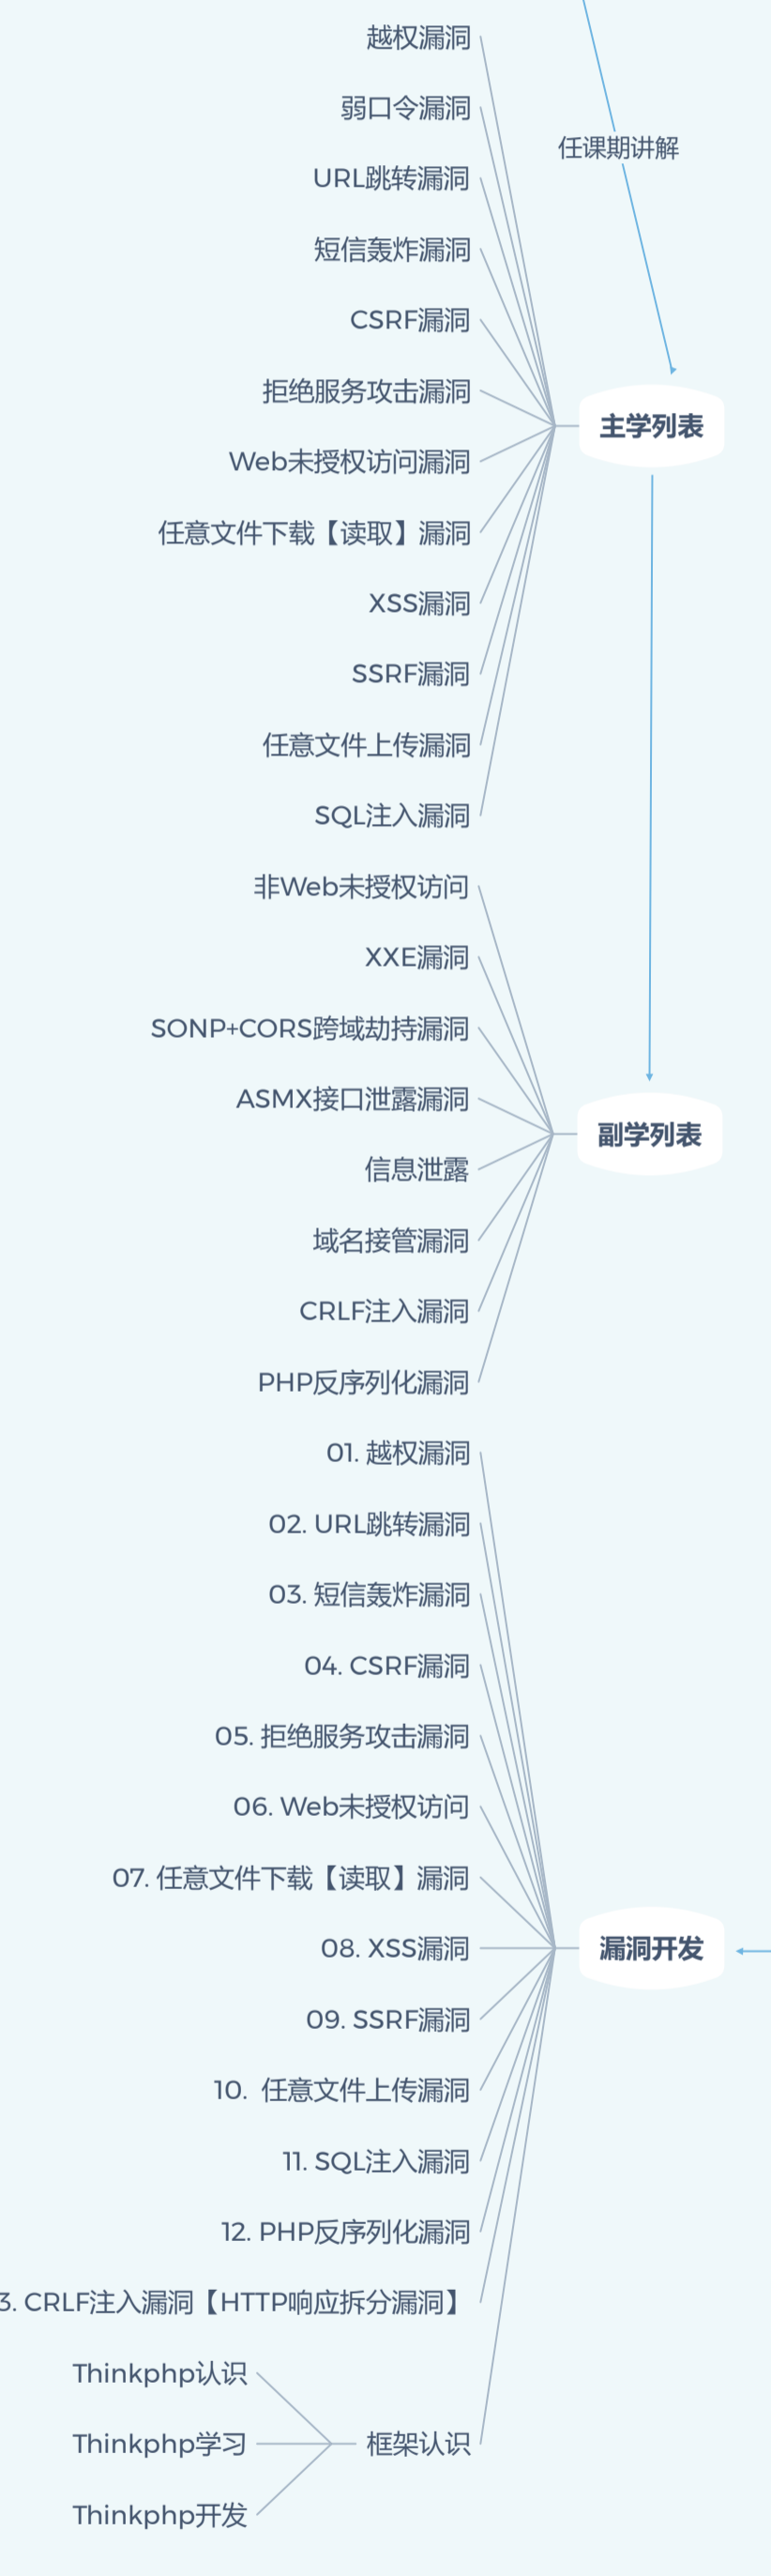 越权漏洞
弱口令漏洞
任课期讲解
URL跳转漏洞
短信轰炸漏洞
CSRF漏洞
拒绝服务攻击漏洞
主学列表
Web未授权访问漏洞
任意文件下载【读取】漏洞
XSS漏洞
SSRF漏洞
任意文件上传漏洞
SQL注入漏洞
非Web未授权访问
XXE漏洞
SONP+CORS跨域劫持漏洞
ASMX接口泄露漏洞
副学列表
信息泄露
域名接管漏洞
CRLF注入漏洞
PHP反序列化漏洞
01. 越权漏洞
02. URL跳转漏洞
03. 短信轰炸漏洞
04. CSRF漏洞
05. 拒绝服务攻击漏洞
06. Web未授权访问
07. 任意文件下载【读取】漏洞
08. XSS漏洞
漏洞开发
09. SSRF漏洞
10. 任意文件上传漏洞
11. SQL注入漏洞
12. PHP反序列化漏洞
3. CRLF注入漏洞【HTTP响应拆分漏洞】
Thinkphp认识
Thinkphp学习
框架认识
Thinkphp开发